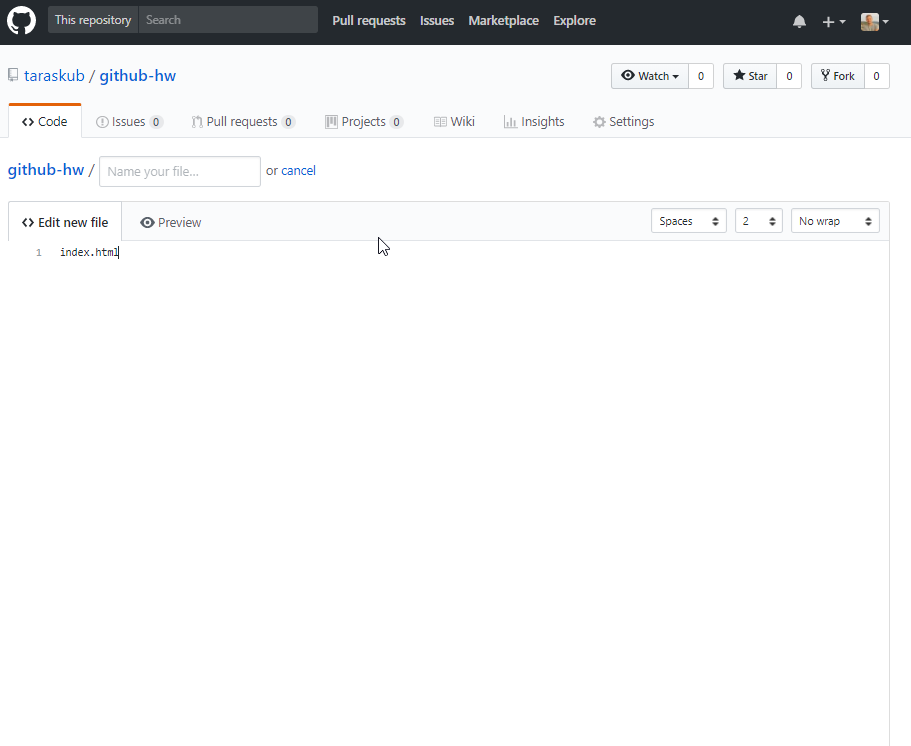 This repository Search Pull requests Issues Marketplace Explore
taraskub / github-hw Watch 0 Star 0 Fork 0
Code Issues 0 Pull requests 0 Projects 0 Wiki Insights Settings
github-hw / Name your file... or cancel
Edit new file Preview Spaces 2 No wrap
1 index.html